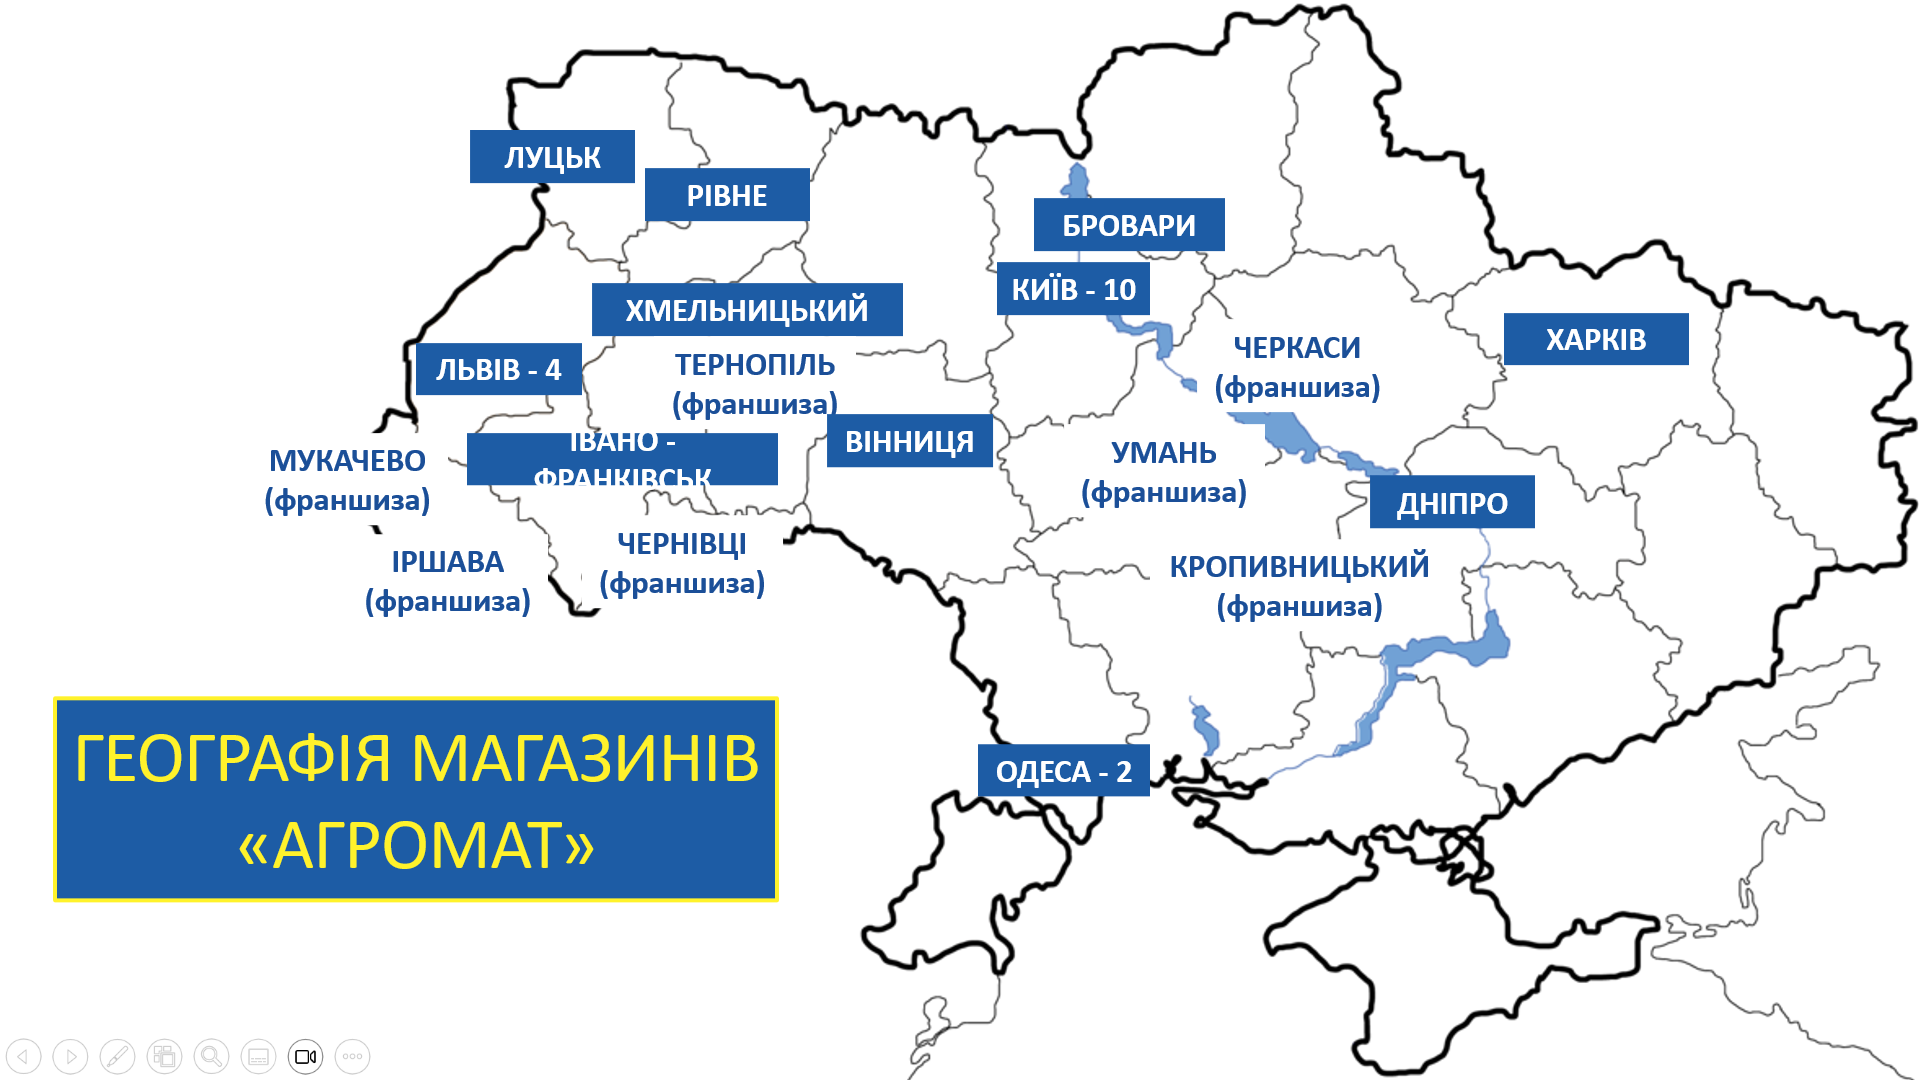 ЛУЦЬК
РІВНЕ
БРОВАРИ
КИЇВ - 10
ХМЕЛЬНИЦЬКИЙ
ХАРКІВ
ЧЕРКАСИ
(франшиза)
ЛЬВІВ - 4
ТЕРНОПІЛЬ
(франшиза)
ВІННИЦЯ
ІВАНО -
ФРАНКІВСЬК
МУКАЧЕВО
(франшиза)
УМАНЬ
(франшиза)
ДНІПРО
ЧЕРНІВЦІ
(франшиза)
ІРШАВА
(франшиза)
КРОПИВНИЦЬКИЙ
(франшиза)
ОДЕСА - 2
ГЕОГРАФІЯ МАГАЗИНІВ
«АГРОМАТ»